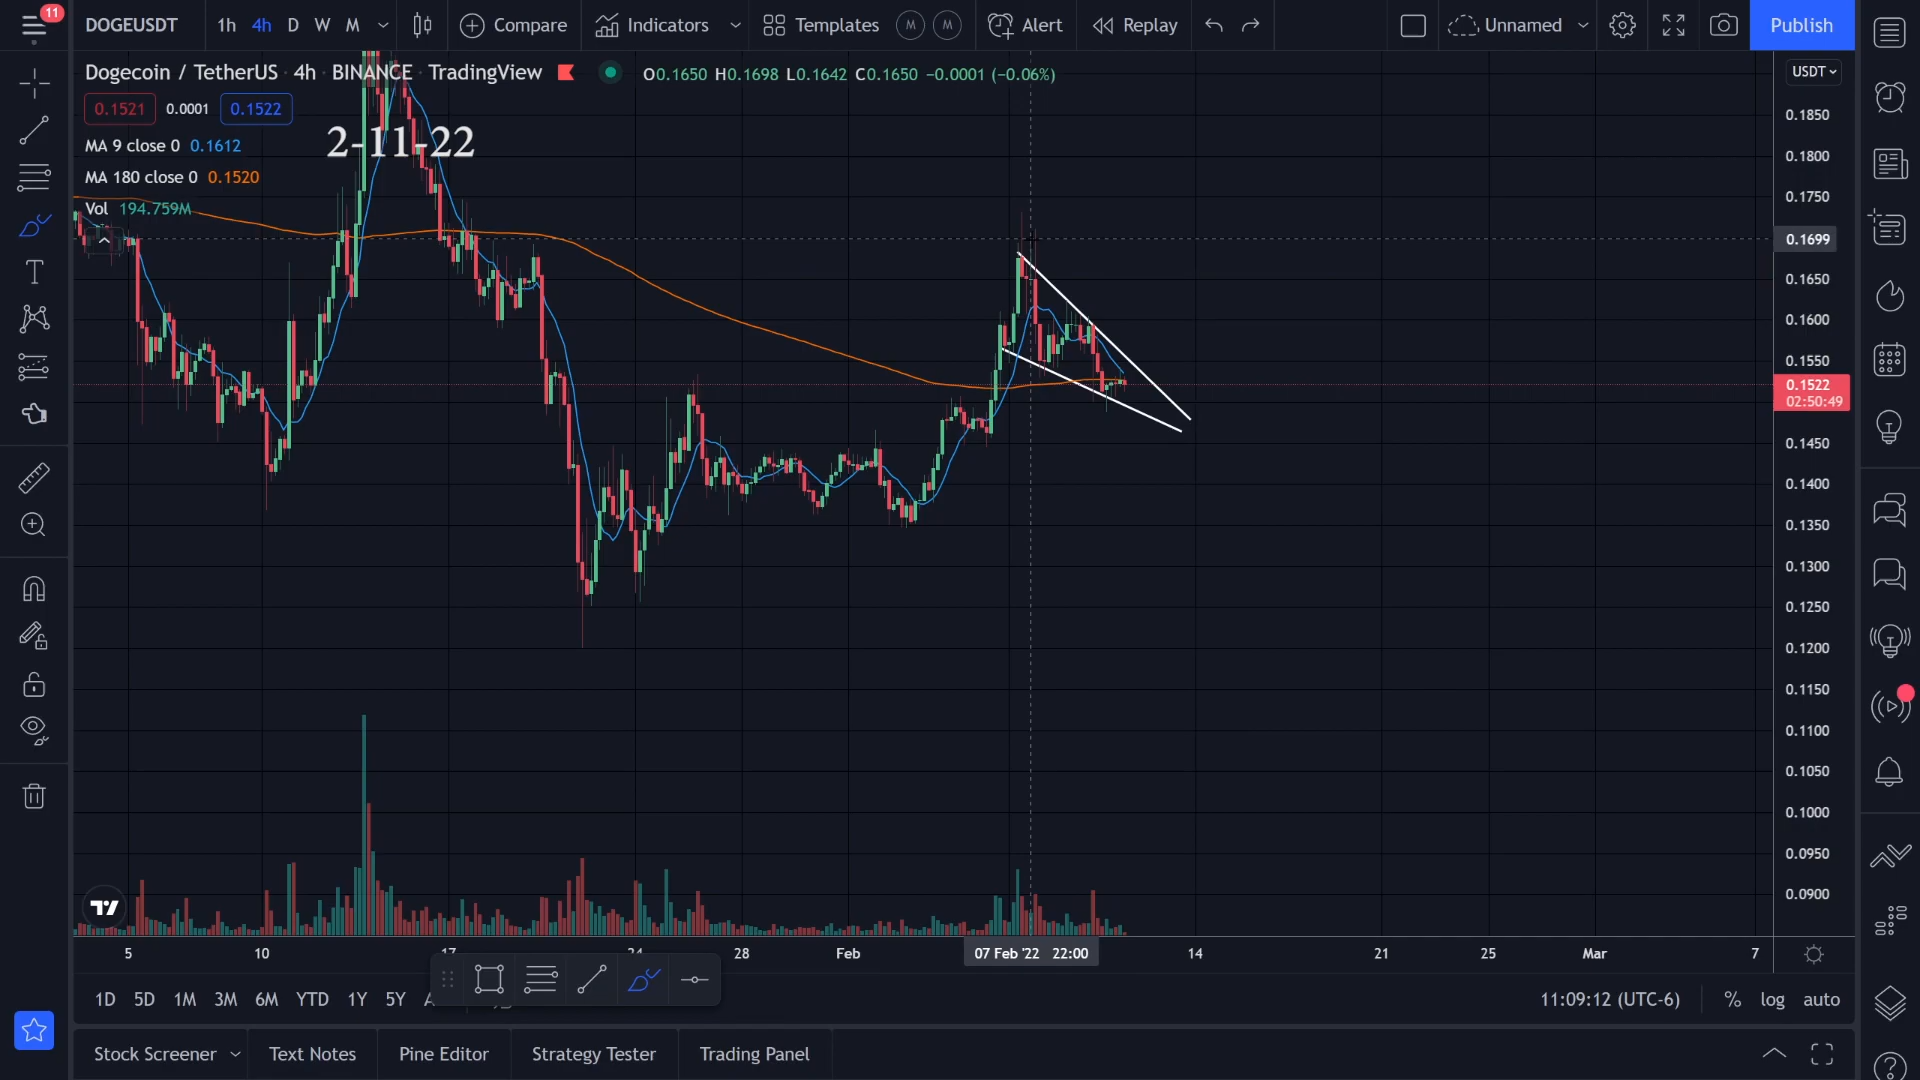 11
DOGEUSDT 1h 4h D W M Compare Indicators Templates M M Alert Replay Unnamed Publish
Dogecoin / TetherUS · 4h · BINANCE · TradingView O0.1650 H0.1698 L0.1642 C0.1650 −0.0001 (−0.06%)
USDT
0.1521 0.0001 0.1522
2-11-22
MA 9 close 0 0.1612
MA 180 close 0 0.1520
Vol 194.759M
0.1850
0.1800
0.1750
0.1699
0.1650
0.1600
0.1550
0.1522
02:50:49
0.1450
0.1400
0.1350
0.1300
0.1250
0.1200
0.1150
0.1100
0.1050
0.1000
0.0950
0.0900
5 10 17 24 28 Feb 07 Feb '22 22:00 14 21 25 Mar 7
1D 5D 1M 3M 6M YTD 1Y 5Y 11:09:12 (UTC-6) % log auto
Stock Screener Text Notes Pine Editor Strategy Tester Trading Panel